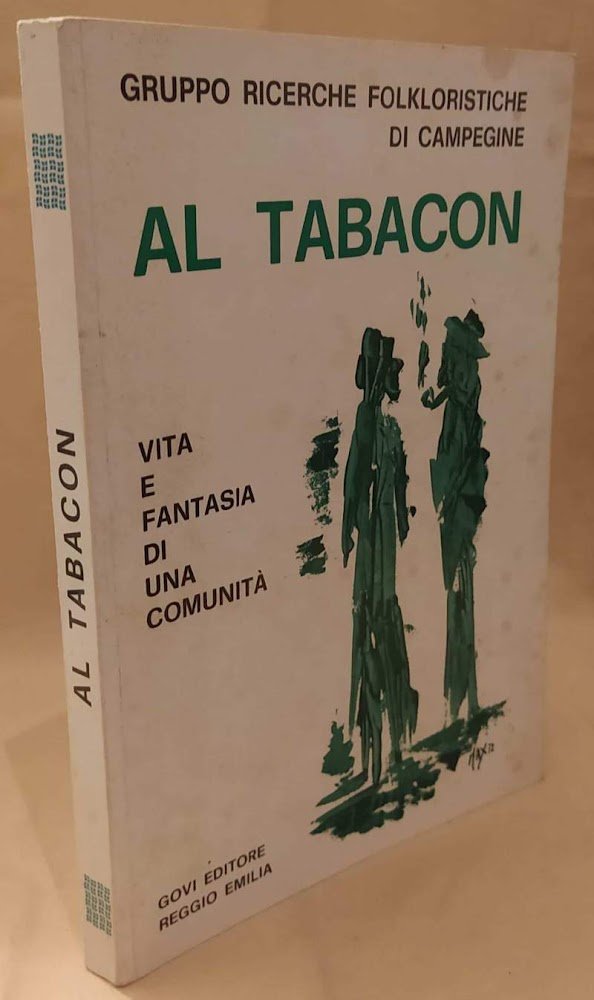 GRUPPO RICERCHE FOLKLORISTICHE
DI CAMPEGINE
AL TABACON
VITA
E
FANTASIA
DI
UNA
COMUNITÀ
GOVI EDITORE
REGGIO EMILIA
AL TABACON